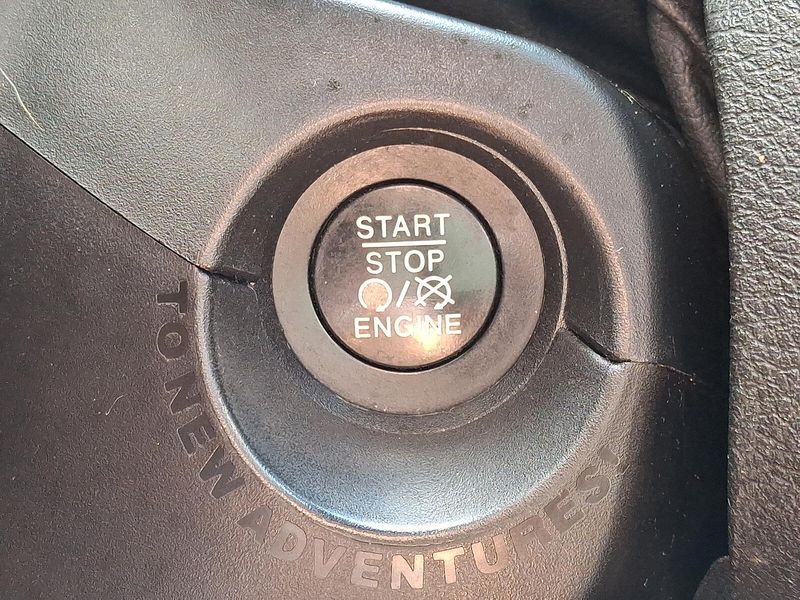 START
STOP
/
ENGINE
TO NEW ADVENTURES!